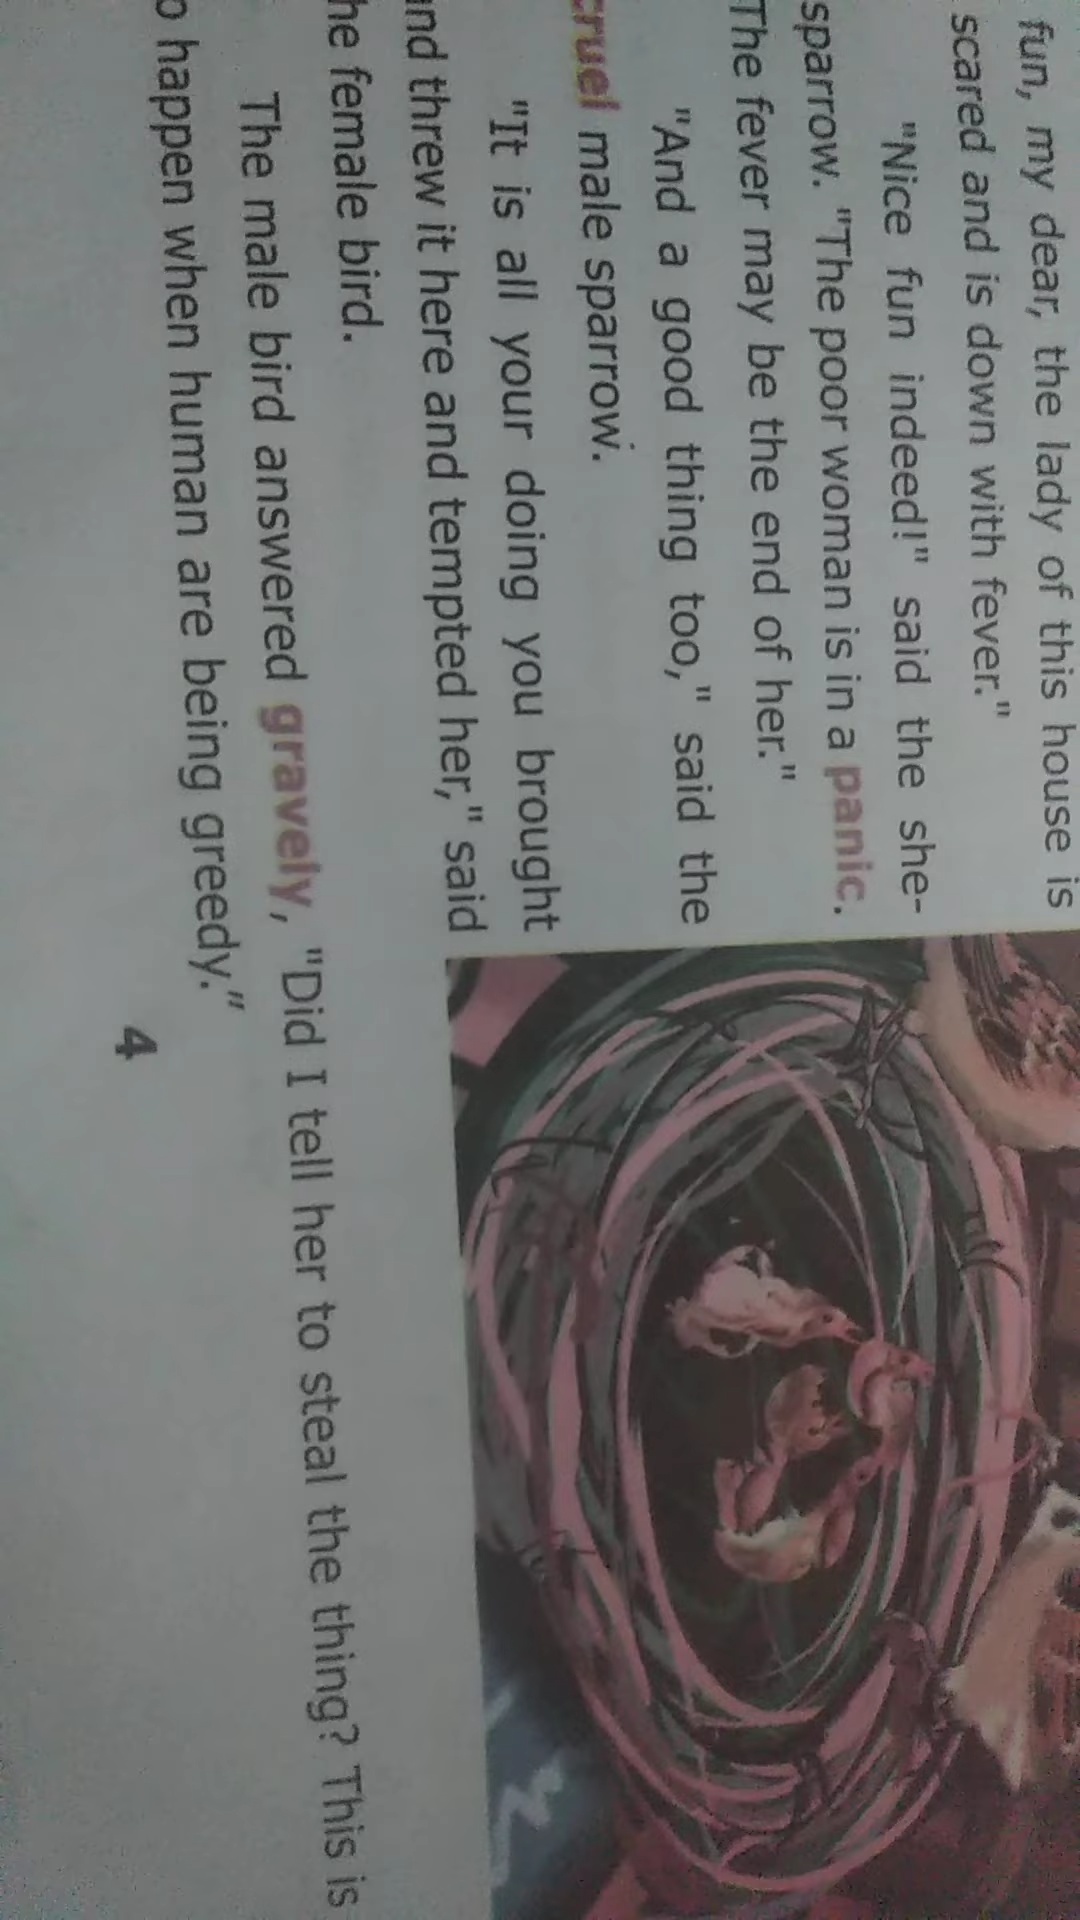 fun, my dear, the lady of this house is
scared and is down with fever."
"Nice fun indeed!" said the she-
sparrow. "The poor woman is in a panic.
The fever may be the end of her."
"And a good thing too," said the
cruel male sparrow.
"It is all your doing you brought
and threw it here and tempted her," said
he female bird.
The male bird answered gravely, "Did I tell her to steal the thing? This is
o happen when human are being greedy."
4